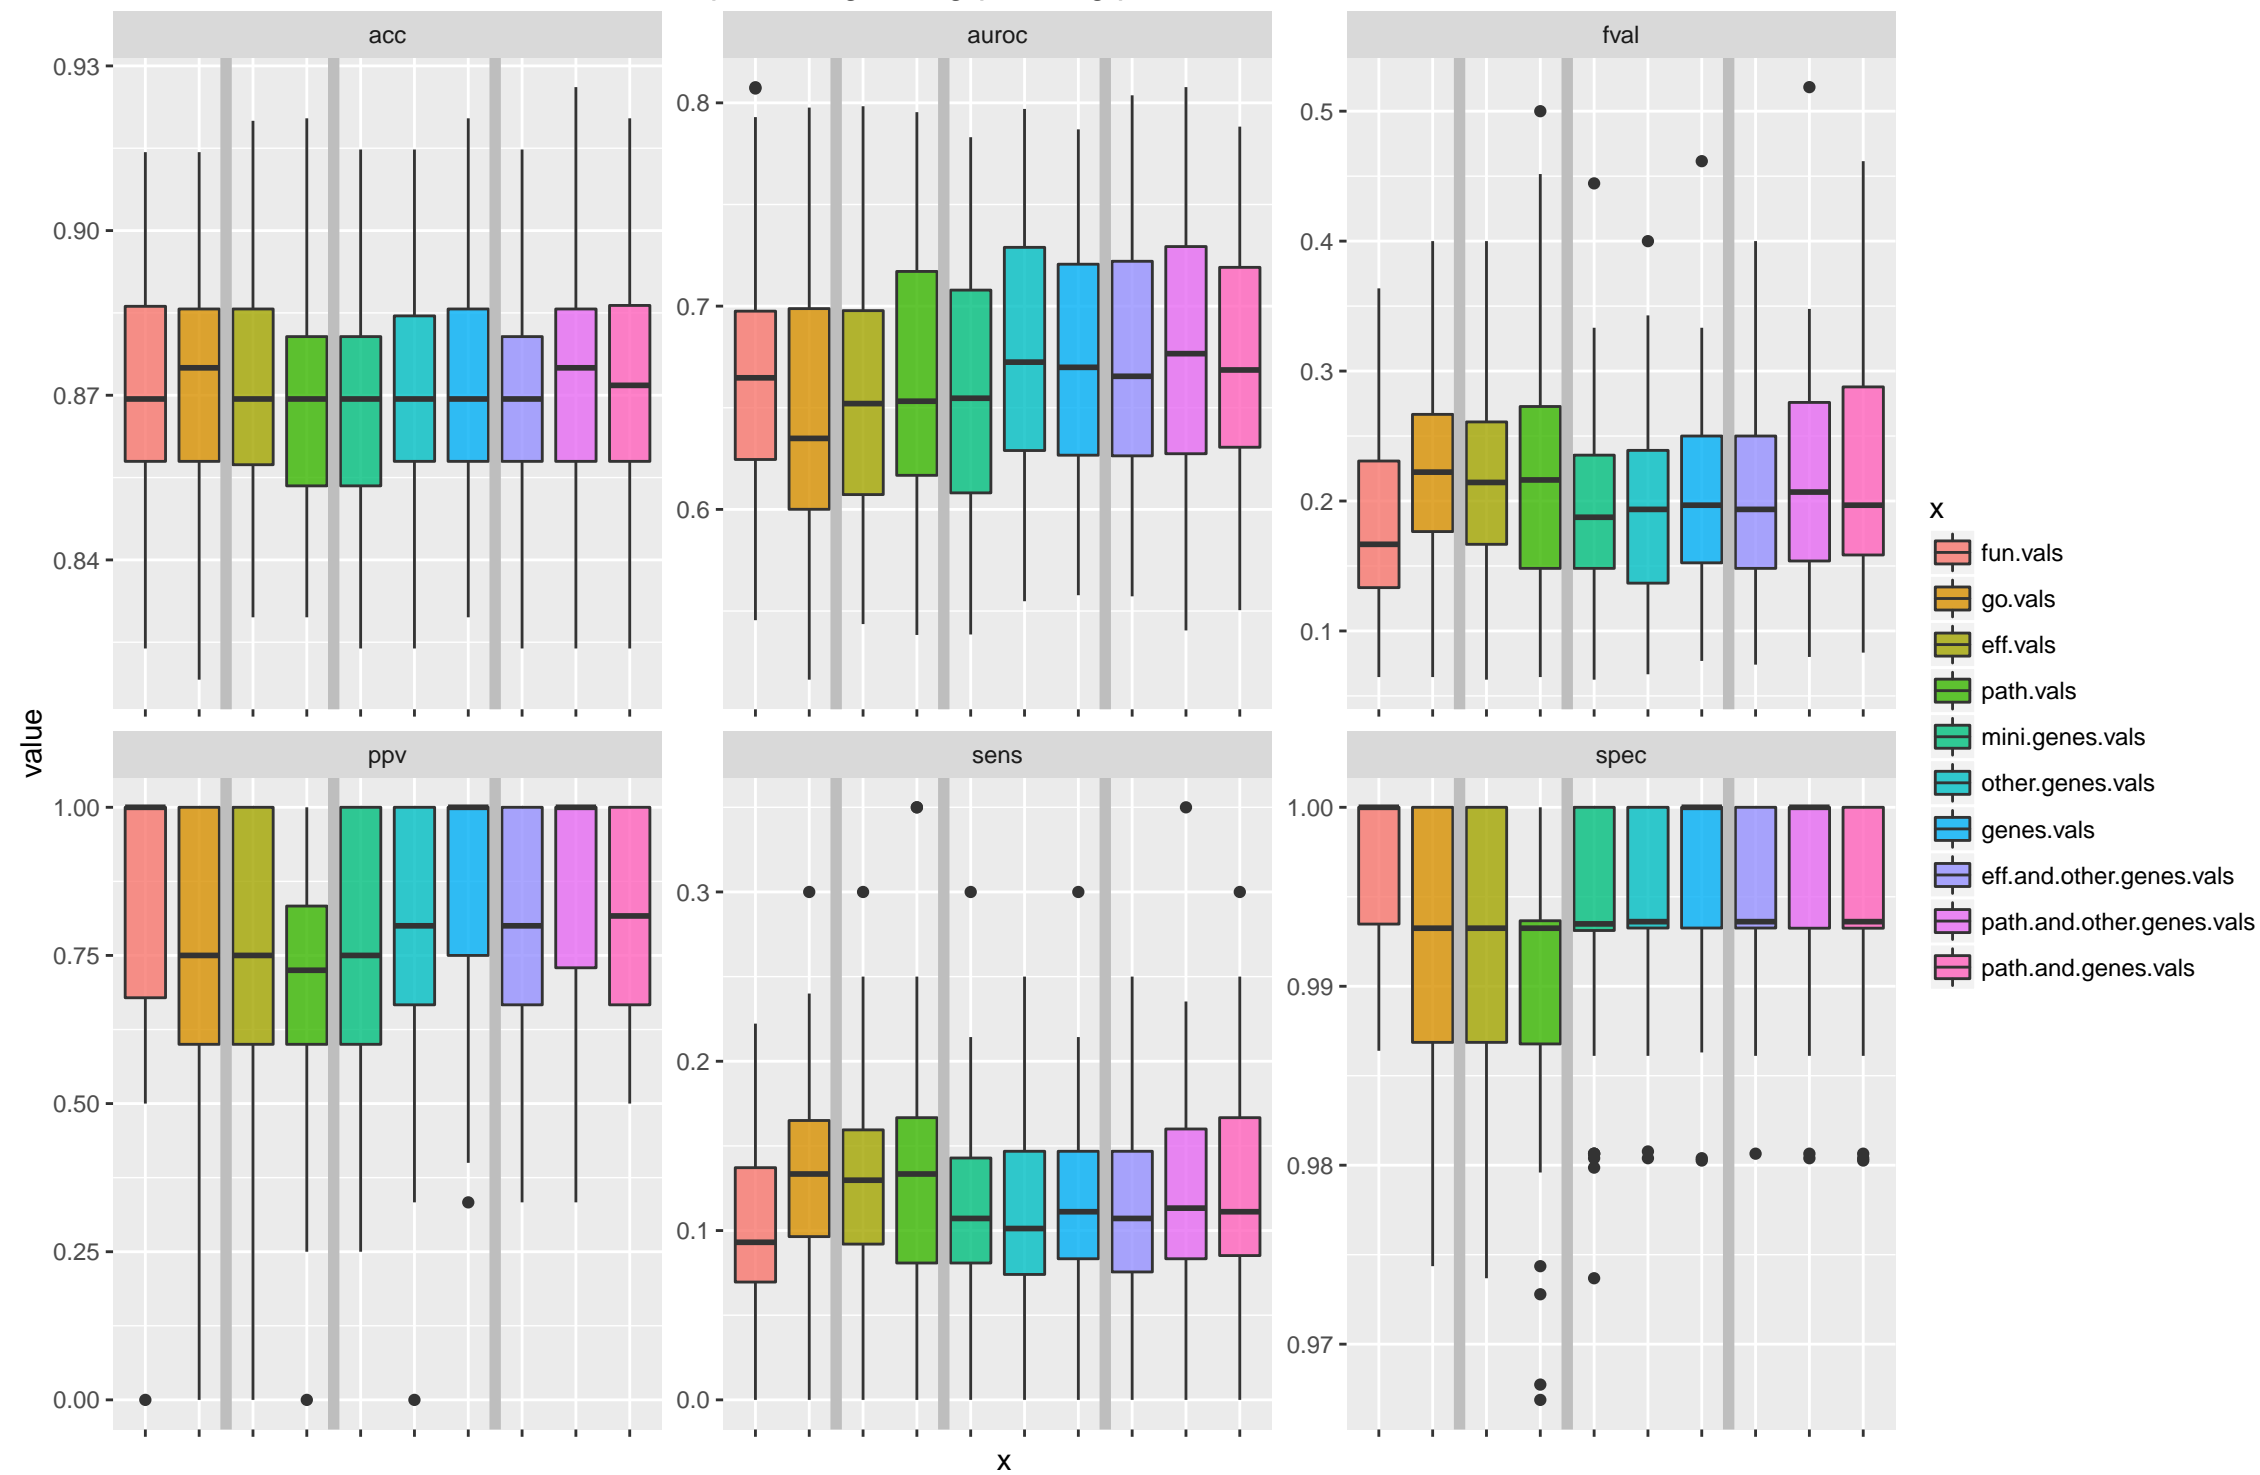 acc auroc fval
0.93
0.90
0.87
0.84
0.8
0.7
0.6
0.5
0.4
0.3
0.2
0.1
value
ppv sens spec
1.00
0.75
0.50
0.25
0.00
0.3
0.2
0.1
0.0
1.00
0.99
0.98
0.97
x
x
fun.vals
go.vals
eff.vals
path.vals
mini.genes.vals
other.genes.vals
genes.vals
eff.and.other.genes.vals
path.and.other.genes.vals
path.and.genes.vals